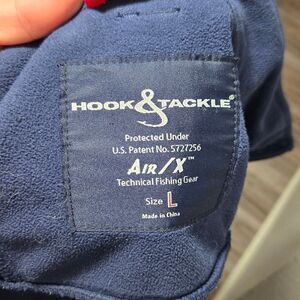 HOOK & TACKLE®
Protected Under
U.S. Patent No. 5727256
AIR/X™
Technical Fishing Gear
Size L
Made in China